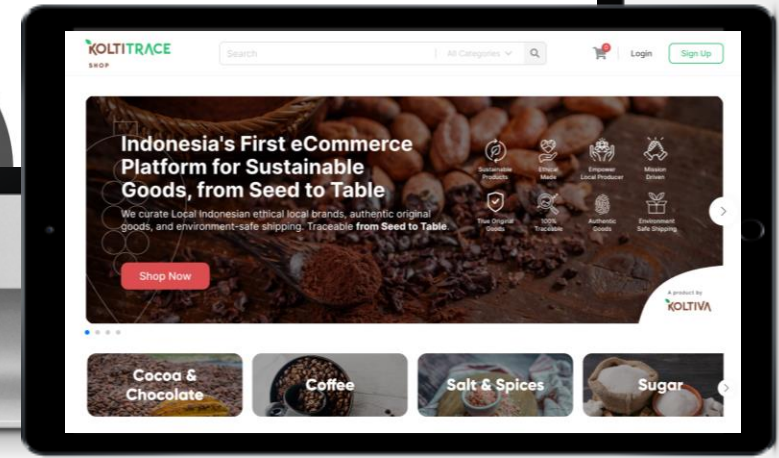 KOLTITRACE
SHOP
Search
All Categories
0
Login
Sign Up
Indonesia's First eCommerce
Platform for Sustainable
Goods, from Seed to Table
We curate Local Indonesian ethical local brands, authentic original
goods, and environment-safe shipping. Traceable from Seed to Table.
Shop Now
Sustainable
Products
Ethical
Made
Empower
Local Producer
Mission
Driven
True Original
Goods
100%
Traceable
Authentic
Goods
Environment
Safe Shipping
A product by
KOLTIVA
Cocoa &
Chocolate
Coffee
Salt & Spices
Sugar